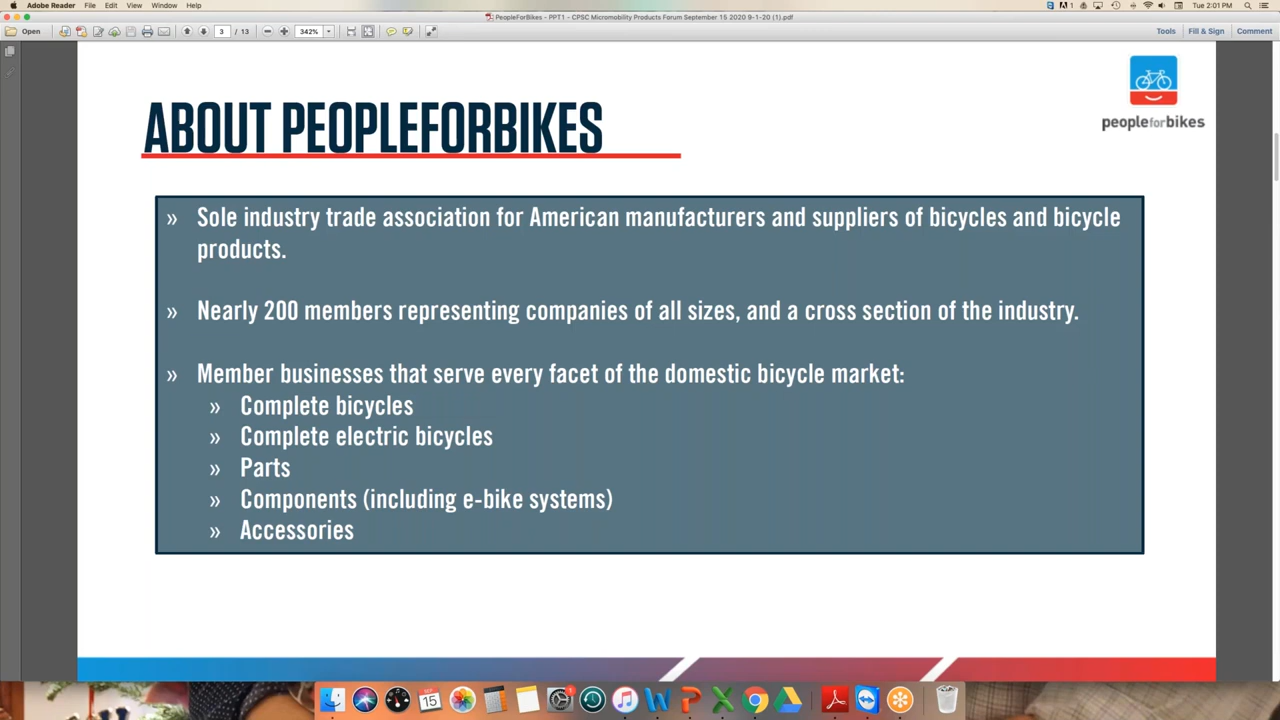 Adobe Reader File Edit View Window Help
1 Tue 2:01 PM
PeopleForBikes - PPT1 - CPSC Micromobility Products Forum September 15 2020 9-1-20 (1).pdf
Open 3 / 13 342% Tools Fill & Sign Comment
ABOUT PEOPLEFORBIKES
peopleforbikes
» Sole industry trade association for American manufacturers and suppliers of bicycles and bicycle
products.
» Nearly 200 members representing companies of all sizes, and a cross section of the industry.
» Member businesses that serve every facet of the domestic bicycle market:
» Complete bicycles
» Complete electric bicycles
» Parts
» Components (including e-bike systems)
» Accessories
SEP
15
1